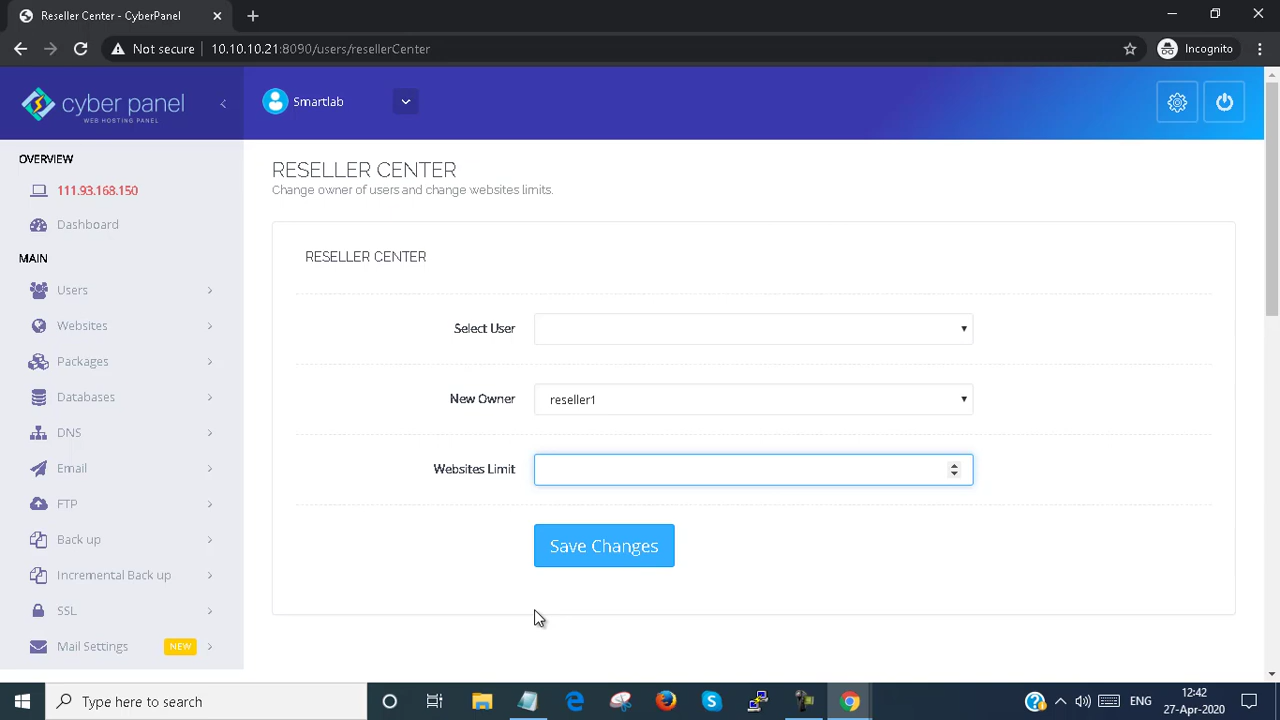 Reseller Center - CyberPanel
Not secure 10.10.10.21:8090/users/resellerCenter
Incognito
cyber panel
WEB HOSTING PANEL
Smartlab
OVERVIEW
111.93.168.150
Dashboard
MAIN
Users
Websites
Packages
Databases
DNS
Email
FTP
Back up
Incremental Back up
SSL
Mail Settings NEW
RESELLER CENTER
Change owner of users and change websites limits.
RESELLER CENTER
Select User
New Owner reseller1
Websites Limit
Save Changes
Type here to search
ENG
12:42
27-Apr-2020